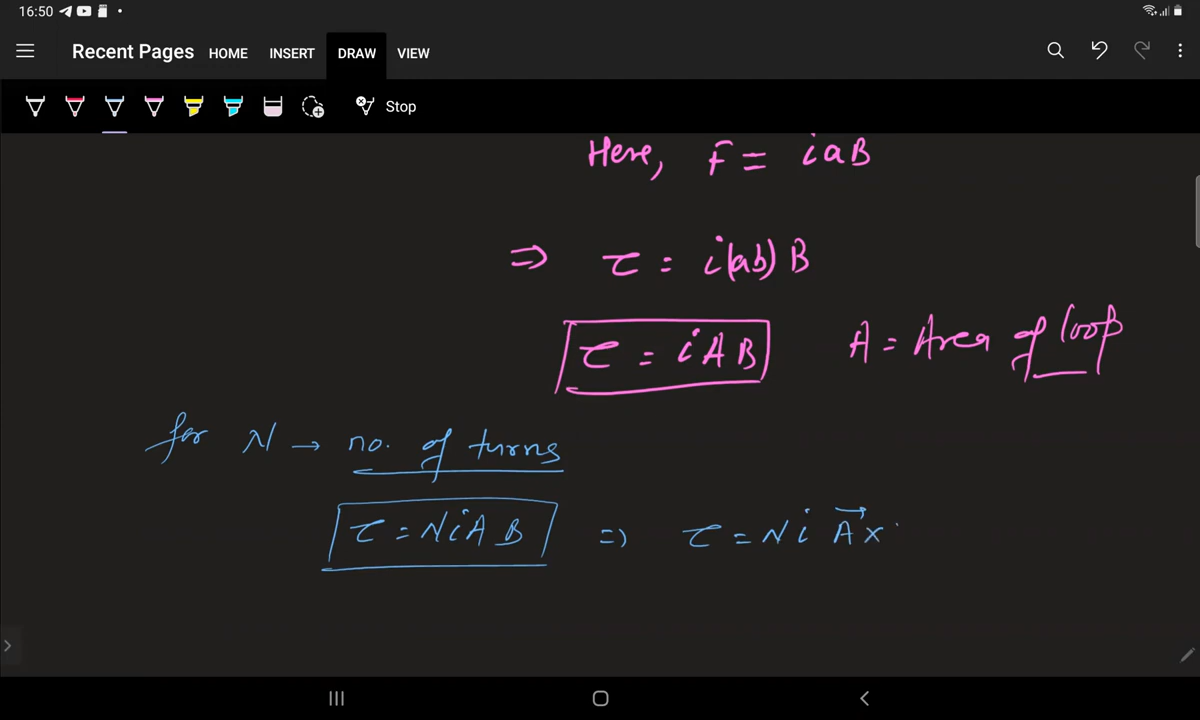 16:50
Recent Pages HOME INSERT DRAW VIEW
Stop
Here, F = iaB
⇒ τ = i(ab) B
τ = iAB A = Area of loop
for N → no. of turns
τ = NiAB ⇒ τ = Ni A⃗ ×